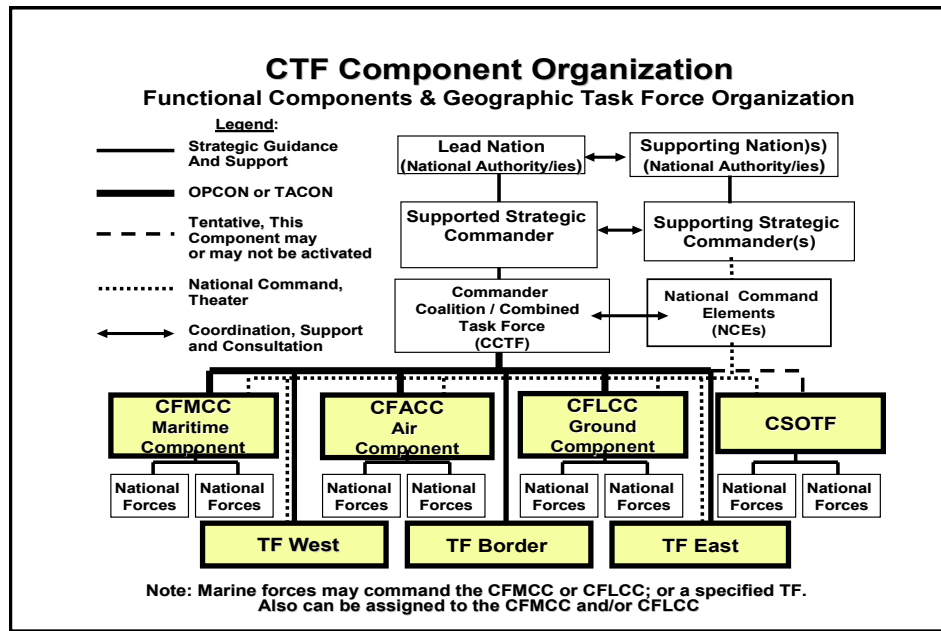 CTF Component Organization
Functional Components & Geographic Task Force Organization
Legend:
Strategic Guidance
And Support
OPCON or TACON
Tentative, This
Component may
or may not be activated
National Command,
Theater
Coordination, Support
and Consultation
Lead Nation
(National Authority/ies)
Supporting Nation)s)
(National Authority/ies)
Supported Strategic
Commander
Supporting Strategic
Commander(s)
Commander
Coalition / Combined
Task Force
(CCTF)
National Command
Elements
(NCEs)
CFMCC
Maritime
Component
CFACC
Air
Component
CFLCC
Ground
Component
CSOTF
National
Forces
National
Forces
National
Forces
National
Forces
National
Forces
National
Forces
National
Forces
National
Forces
TF West
TF Border
TF East
Note: Marine forces may command the CFMCC or CFLCC; or a specified TF.
Also can be assigned to the CFMCC and/or CFLCC